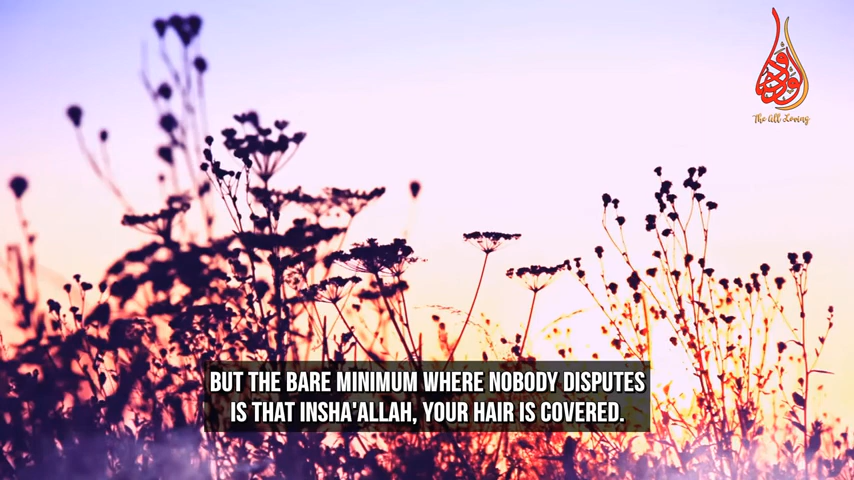 The All Loving
BUT THE BARE MINIMUM WHERE NOBODY DISPUTES
IS THAT INSHA'ALLAH, YOUR HAIR IS COVERED.